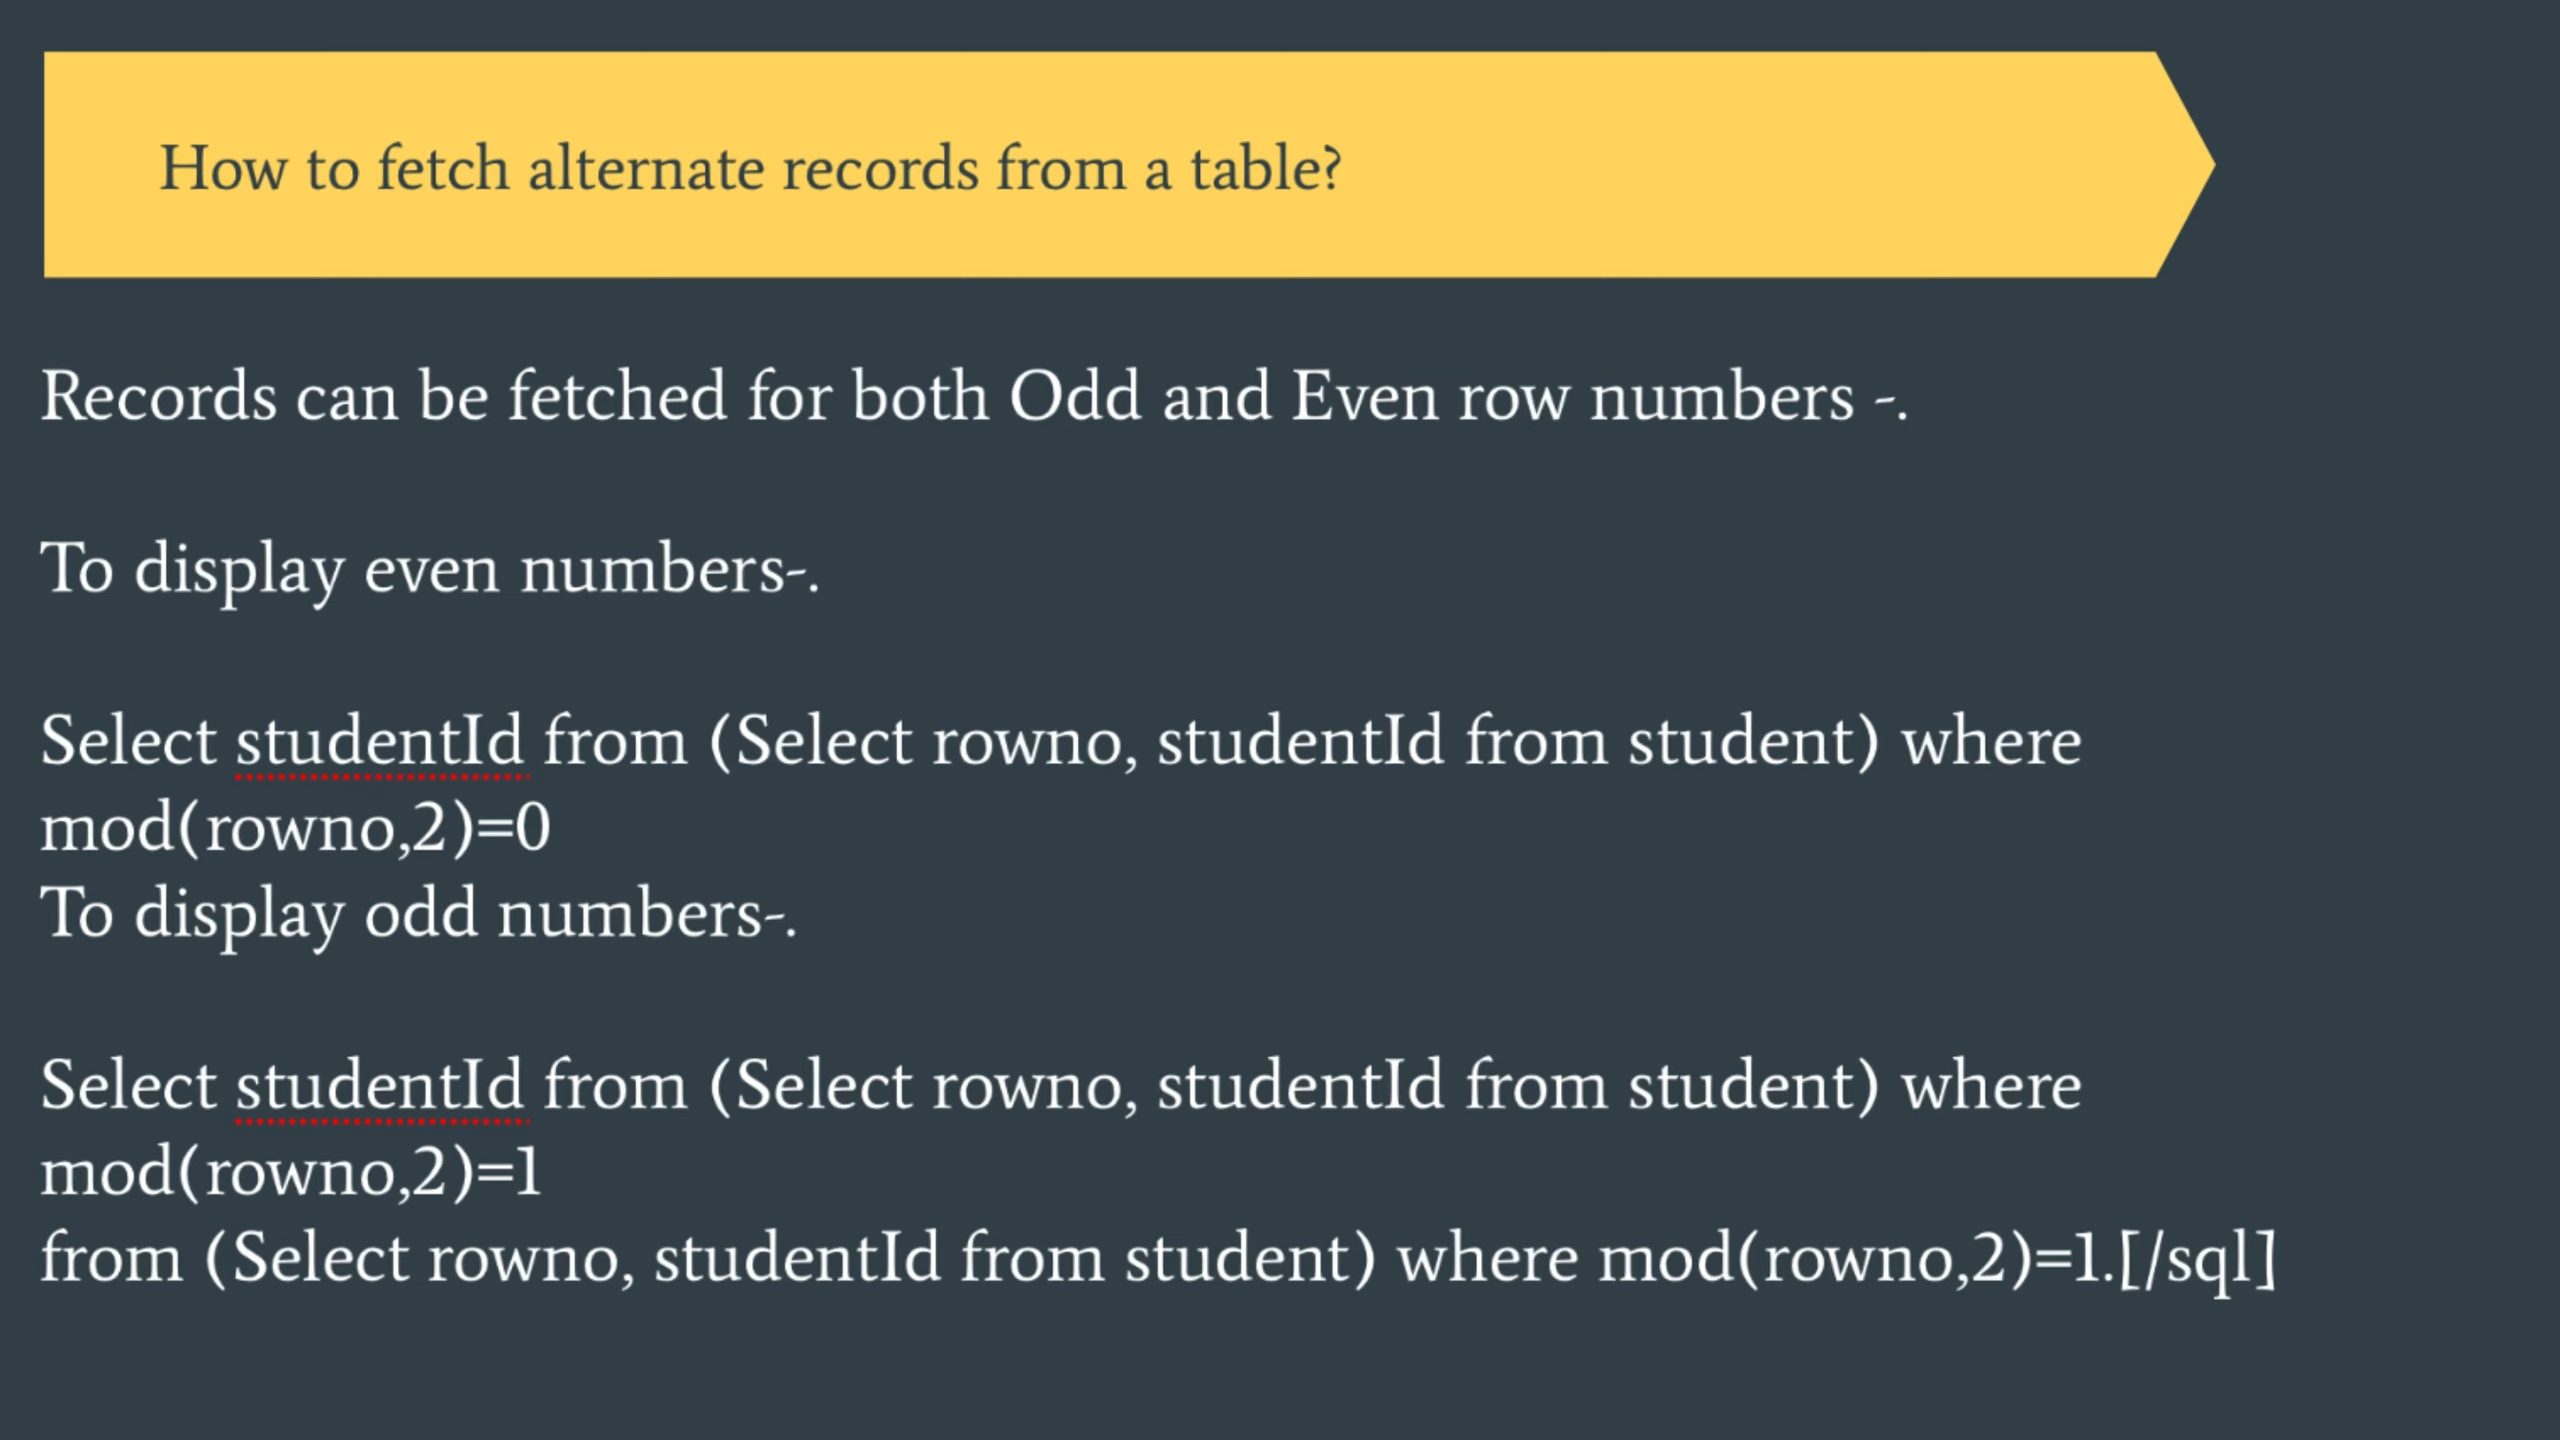 How to fetch alternate records from a table?
Records can be fetched for both Odd and Even row numbers -.
To display even numbers-.
Select studentId from (Select rowno, studentId from student) where
mod(rowno,2)=0
To display odd numbers-.
Select studentId from (Select rowno, studentId from student) where
mod(rowno,2)=1
from (Select rowno, studentId from student) where mod(rowno,2)=1.[/sql]